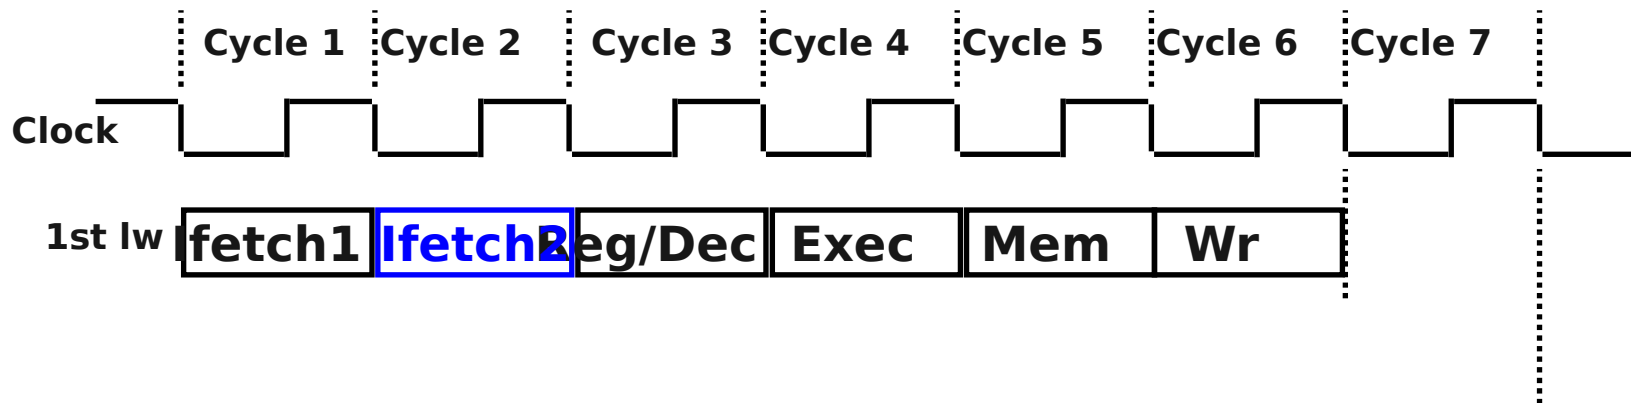 Cycle 1 Cycle 2 Cycle 3 Cycle 4 Cycle 5 Cycle 6 Cycle 7
Clock
1st lw Ifetch1 Ifetch2 Reg/Dec Exec Mem Wr